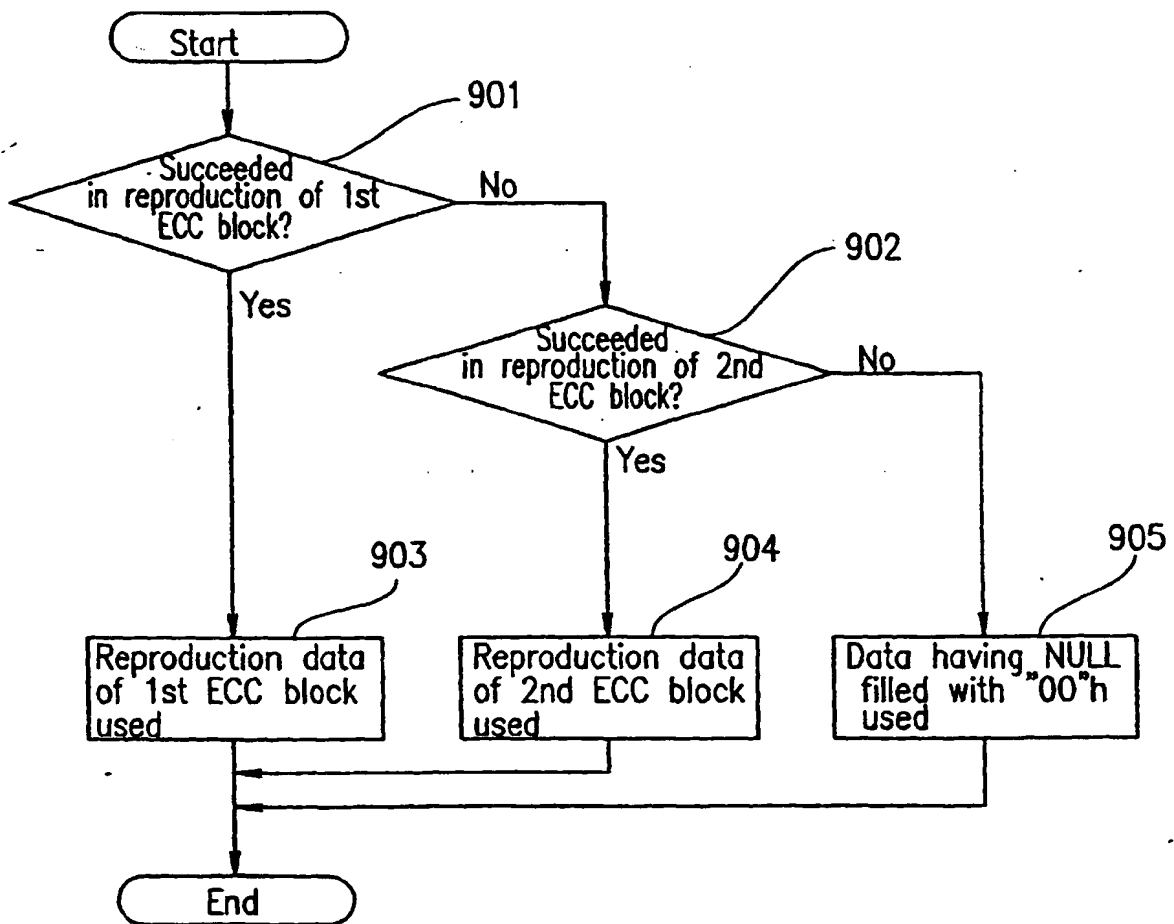 Start
901
Succeeded
in reproduction of 1st
ECC block?
No
902
Yes
Succeeded
in reproduction of 2nd
ECC block?
No
Yes
903
904
905
Reproduction data
of 1st ECC block
used
Reproduction data
of 2nd ECC block
used
Data having NULL
filled with "00"h
used
End